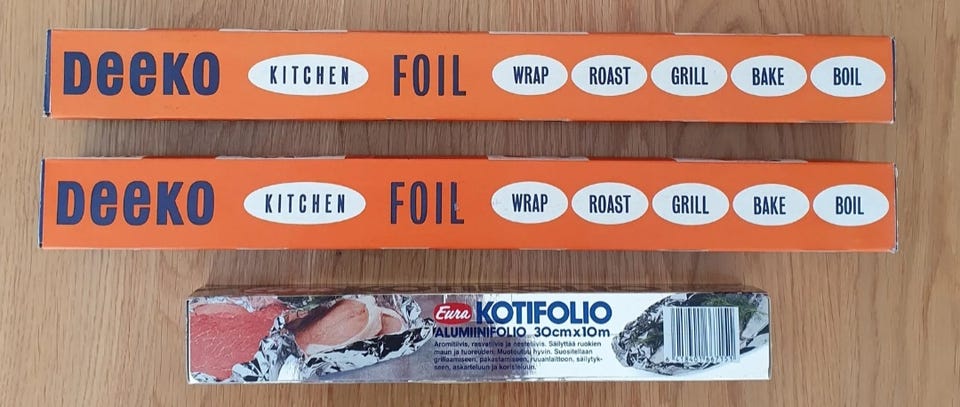 DeeKO KITCHEN FOIL WRAP ROAST GRILL BAKE BOIL
DeeKO KITCHEN FOIL WRAP ROAST GRILL BAKE BOIL
Eura KOTIFOLIO
ALUMIINIFOLIO 30cmx10m
Aromitiivis, rasvatiivis ja nestetiivis. Säilyttää ruokien
maun ja tuoreuden. Muotoutuu hyvin. Suositellaan
grillaamiseen, pakastamiseen, ruuanlaittoon, säilytyk-
seen, askarteluun ja koristeluun.